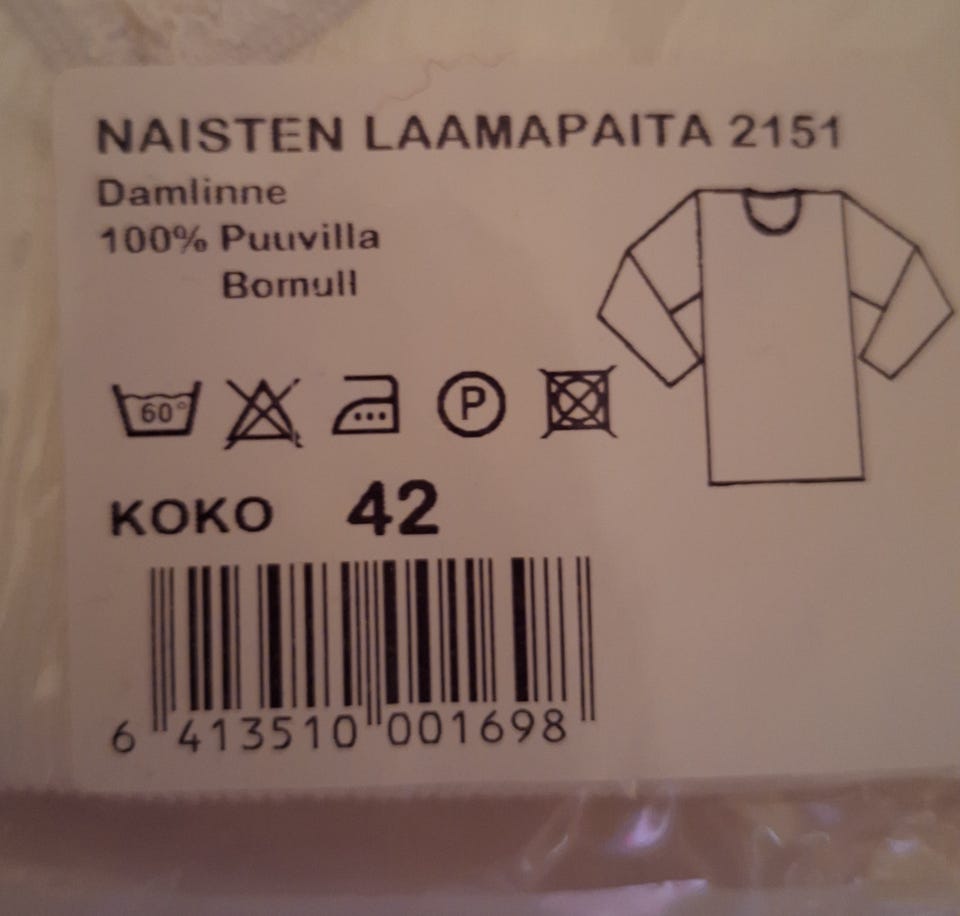 NAISTEN LAAMAPAITA 2151
Damlinne
100% Puuvilla
Bomull
60°
P
KOKO 42
6 413510 001698